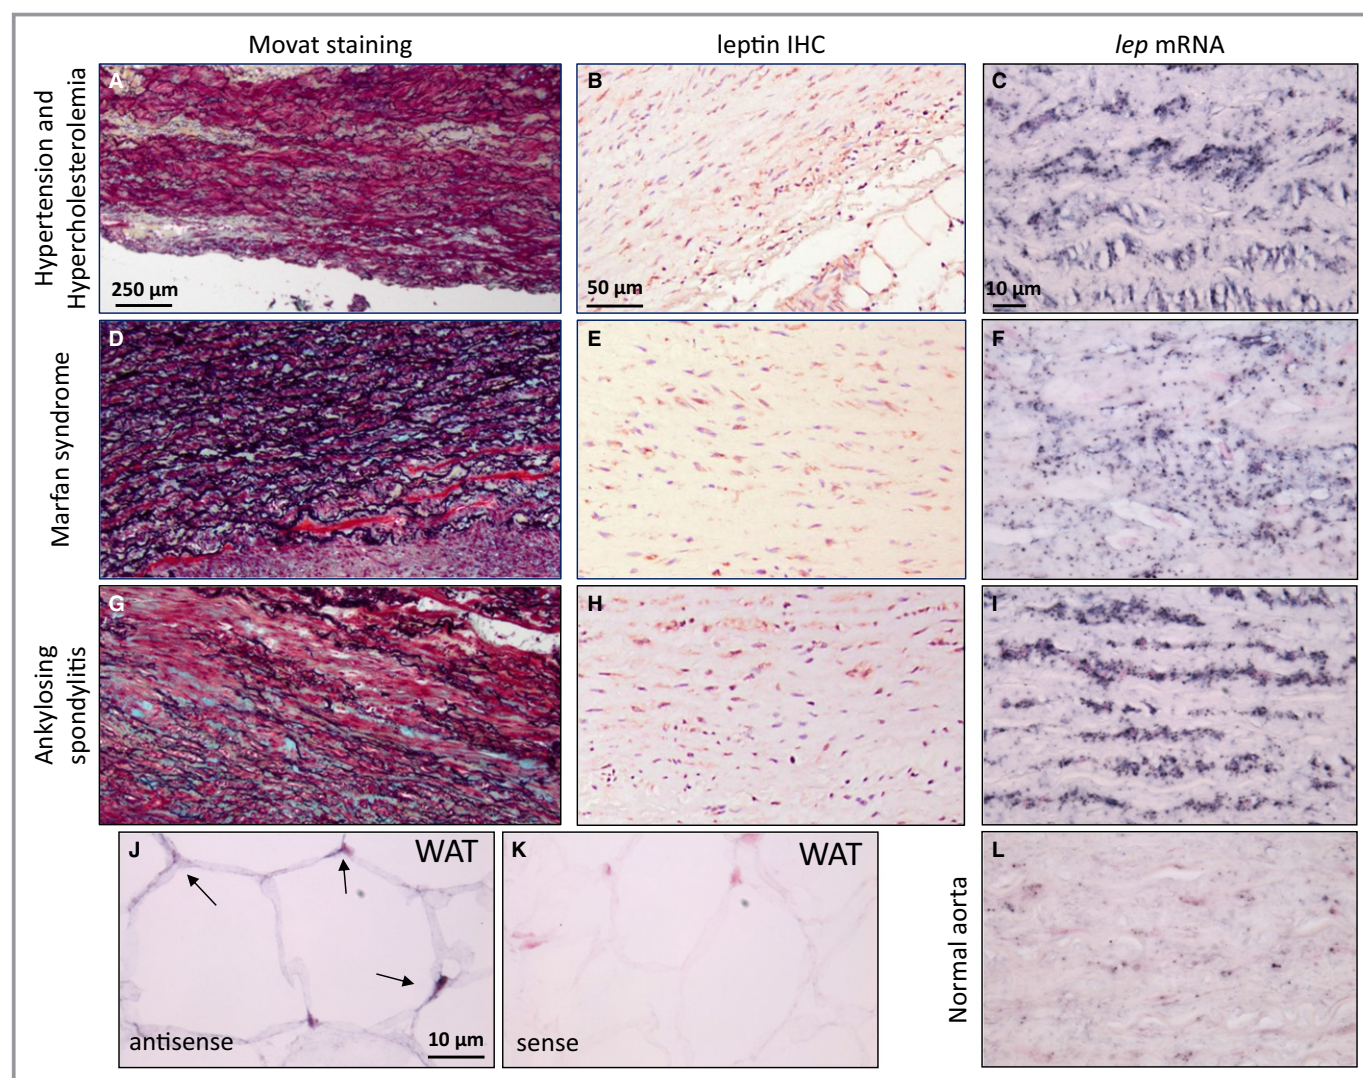 Movat staining
leptin IHC
lep mRNA
Hypertension and
Hypercholesterolemia
A
250 µm
B
50 µm
C
10 µm
Marfan syndrome
D
E
F
Ankylosing
spondylitis
G
H
I
J
WAT
antisense
10 µm
K
WAT
sense
Normal aorta
L